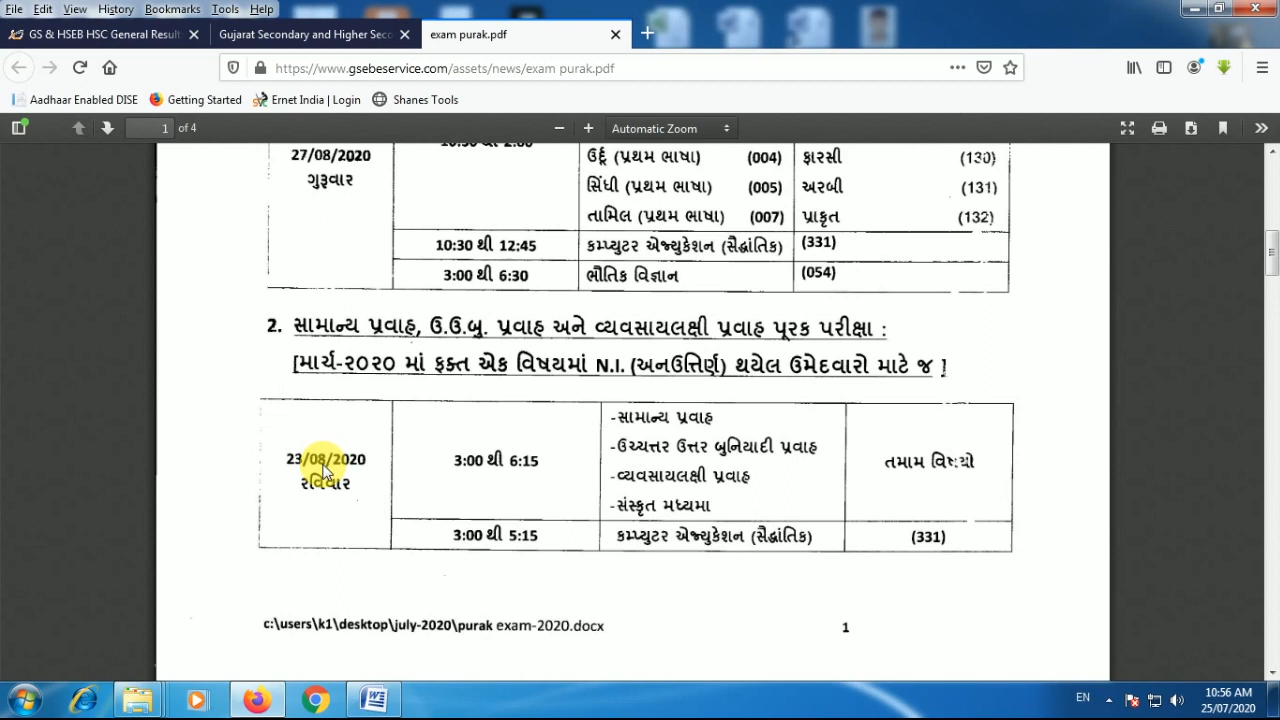 File Edit View History Bookmarks Tools Help
GS & HSEB HSC General Result
Gujarat Secondary and Higher Seco
exam purak.pdf
https://www.gsebeservice.com/assets/news/exam purak.pdf
Aadhaar Enabled DISE Getting Started Ernet India | Login Shanes Tools
1 of 4 Automatic Zoom
27/08/2020
ગુરૂવાર
ઉર્દૂ (પ્રથમ ભાષા) (004) ફારસી (130)
સિંધી (પ્રથમ ભાષા) (005) અરબી (131)
તામિલ (પ્રથમ ભાષા) (007) પ્રાકૃત (132)
10:30 થી 12:45 કમ્પ્યુટર એજ્યુકેશન (સૈદ્ધાંતિક) (331)
3:00 થી 6:30 ભૌતિક વિજ્ઞાન (054)
2. સામાન્ય પ્રવાહ, ઉ.ઉ.બુ. પ્રવાહ અને વ્યવસાયલક્ષી પ્રવાહ પૂરક પરીક્ષા :
[માર્ચ-૨૦૨૦ માં ફક્ત એક વિષયમાં N.I. (અનઉત્તિર્ણ) થયેલ ઉમેદવારો માટે જ ]
23/08/2020
રવિવાર
3:00 થી 6:15
-સામાન્ય પ્રવાહ
-ઉચ્ચત્તર ઉત્તર બુનિયાદી પ્રવાહ
-વ્યવસાયલક્ષી પ્રવાહ
-સંસ્કૃત મધ્યમા
તમામ વિષયો
3:00 થી 5:15 કમ્પ્યુટર એજ્યુકેશન (સૈદ્ધાંતિક) (331)
c:\users\k1\desktop\july-2020\purak exam-2020.docx 1
EN
10:56 AM
25/07/2020